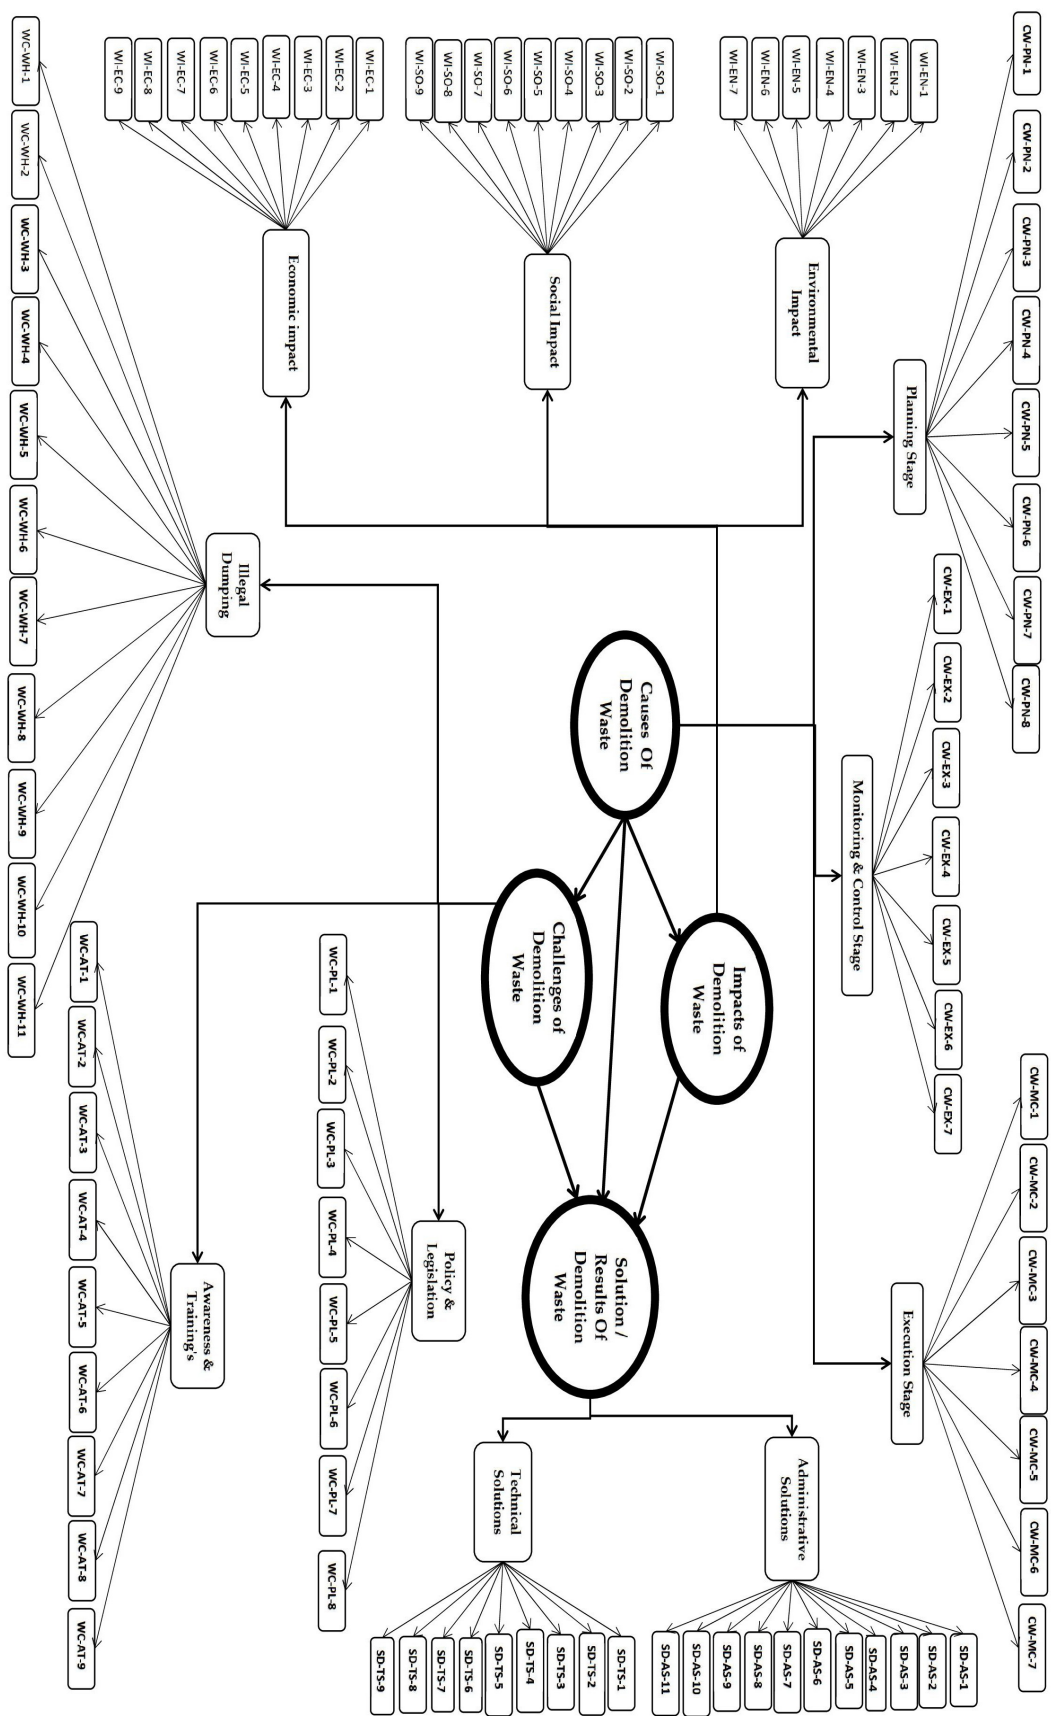 CW-PN-1
CW-PN-2
CW-PN-3
CW-PN-4
CW-PN-5
CW-PN-6
CW-PN-7
CW-PN-8
Planning Stage
CW-EX-1
CW-EX-2
CW-EX-3
CW-EX-4
CW-EX-5
CW-EX-6
CW-EX-7
Monitoring & Control Stage
CW-MC-1
CW-MC-2
CW-MC-3
CW-MC-4
CW-MC-5
CW-MC-6
CW-MC-7
Execution Stage
WI-EN-1
WI-EN-2
WI-EN-3
WI-EN-4
WI-EN-5
WI-EN-6
WI-EN-7
Environmental
Impact
WI-SO-1
WI-SO-2
WI-SO-3
WI-SO-4
WI-SO-5
WI-SO-6
WI-SO-7
WI-SO-8
WI-SO-9
Social Impact
WI-EC-1
WI-EC-2
WI-EC-3
WI-EC-4
WI-EC-5
WI-EC-6
WI-EC-7
WI-EC-8
WI-EC-9
Economic impact
Causes Of
Demolition
Waste
Impacts of
Demolition
Waste
Challenges of
Demolition
Waste
Solution /
Results Of
Demolition
Waste
Administrative
Solutions
SD-AS-1
SD-AS-2
SD-AS-3
SD-AS-4
SD-AS-5
SD-AS-6
SD-AS-7
SD-AS-8
SD-AS-9
SD-AS-10
SD-AS-11
Technical
Solutions
SD-TS-1
SD-TS-2
SD-TS-3
SD-TS-4
SD-TS-5
SD-TS-6
SD-TS-7
SD-TS-8
SD-TS-9
Policy &
Legislation
WC-PL-1
WC-PL-2
WC-PL-3
WC-PL-4
WC-PL-5
WC-PL-6
WC-PL-7
WC-PL-8
Illegal
Dumping
Awareness &
Training's
WC-AT-1
WC-AT-2
WC-AT-3
WC-AT-4
WC-AT-5
WC-AT-6
WC-AT-7
WC-AT-8
WC-AT-9
WC-WH-1
WC-WH-2
WC-WH-3
WC-WH-4
WC-WH-5
WC-WH-6
WC-WH-7
WC-WH-8
WC-WH-9
WC-WH-10
WC-WH-11